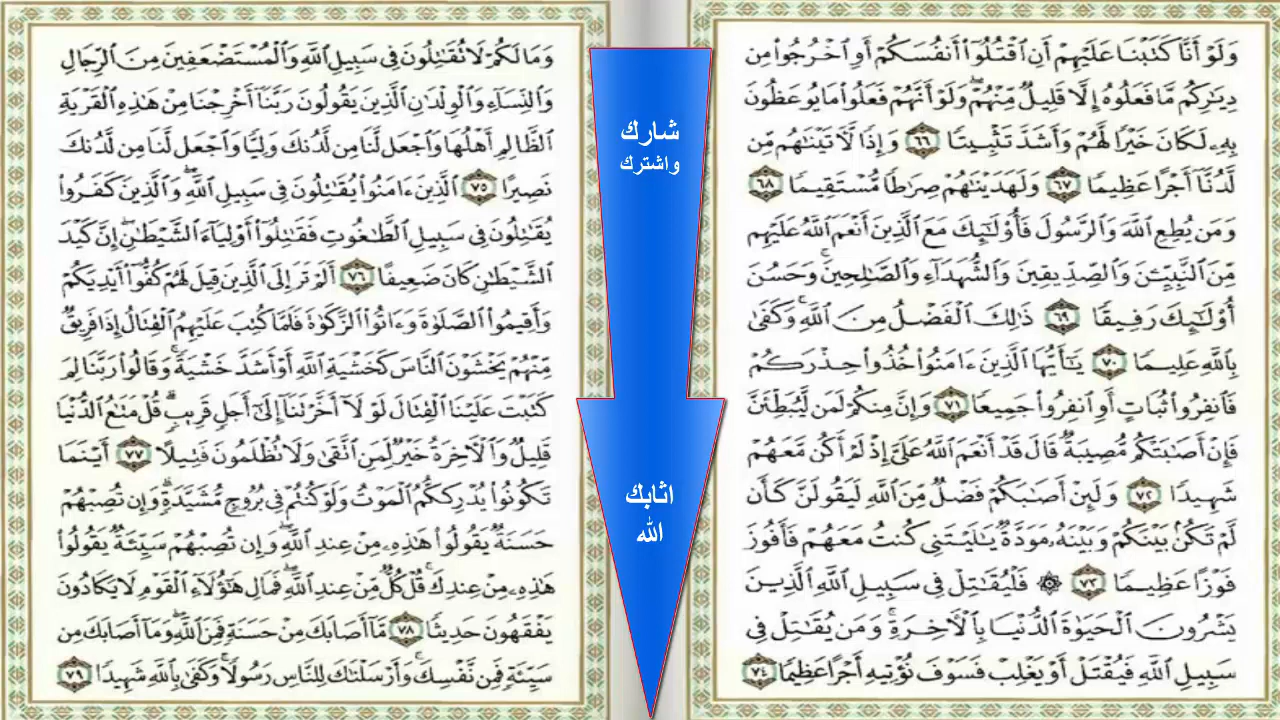 وَلَوْ أَنَّا كَتَبْنَا عَلَيْهِمْ أَنِ ٱقْتُلُوٓا۟ أَنفُسَكُمْ أَوِ ٱخْرُجُوا۟ مِن
دِيَٰرِكُم مَّا فَعَلُوهُ إِلَّا قَلِيلٌ مِّنْهُمْ ۖ وَلَوْ أَنَّهُمْ فَعَلُوا۟ مَا يُوعَظُونَ
بِهِۦ لَكَانَ خَيْرًا لَّهُمْ وَأَشَدَّ تَثْبِيتًا ٦٦ وَإِذًا لَّءَاتَيْنَٰهُم مِّن
لَّدُنَّآ أَجْرًا عَظِيمًا ٦٧ وَلَهَدَيْنَٰهُمْ صِرَٰطًا مُّسْتَقِيمًا ٦٨
وَمَن يُطِعِ ٱللَّهَ وَٱلرَّسُولَ فَأُو۟لَٰٓئِكَ مَعَ ٱلَّذِينَ أَنْعَمَ ٱللَّهُ عَلَيْهِم
مِّنَ ٱلنَّبِيِّۦنَ وَٱلصِّدِّيقِينَ وَٱلشُّهَدَآءِ وَٱلصَّٰلِحِينَ ۚ وَحَسُنَ
أُو۟لَٰٓئِكَ رَفِيقًا ٦٩ ذَٰلِكَ ٱلْفَضْلُ مِنَ ٱللَّهِ ۚ وَكَفَىٰ
بِٱللَّهِ عَلِيمًا ٧٠ يَٰٓأَيُّهَا ٱلَّذِينَ ءَامَنُوا۟ خُذُوا۟ حِذْرَكُمْ
فَٱنفِرُوا۟ ثُبَاتٍ أَوِ ٱنفِرُوا۟ جَمِيعًا ٧١ وَإِنَّ مِنكُمْ لَمَن لَّيُبَطِّئَنَّ
فَإِنْ أَصَٰبَتْكُم مُّصِيبَةٌ قَالَ قَدْ أَنْعَمَ ٱللَّهُ عَلَىَّ إِذْ لَمْ أَكُن مَّعَهُمْ
شَهِيدًا ٧٢ وَلَئِنْ أَصَٰبَكُمْ فَضْلٌ مِّنَ ٱللَّهِ لَيَقُولَنَّ كَأَن
لَّمْ تَكُنۢ بَيْنَكُمْ وَبَيْنَهُۥ مَوَدَّةٌ يَٰلَيْتَنِى كُنتُ مَعَهُمْ فَأَفُوزَ
فَوْزًا عَظِيمًا ٧٣ ۞ فَلْيُقَٰتِلْ فِى سَبِيلِ ٱللَّهِ ٱلَّذِينَ
يَشْرُونَ ٱلْحَيَوٰةَ ٱلدُّنْيَا بِٱلْءَاخِرَةِ ۚ وَمَن يُقَٰتِلْ فِى
سَبِيلِ ٱللَّهِ فَيُقْتَلْ أَوْ يَغْلِبْ فَسَوْفَ نُؤْتِيهِ أَجْرًا عَظِيمًا ٧٤
شارك
واشترك
اثابك
الله
وَمَا لَكُمْ لَا تُقَٰتِلُونَ فِى سَبِيلِ ٱللَّهِ وَٱلْمُسْتَضْعَفِينَ مِنَ ٱلرِّجَالِ
وَٱلنِّسَآءِ وَٱلْوِلْدَٰنِ ٱلَّذِينَ يَقُولُونَ رَبَّنَآ أَخْرِجْنَا مِنْ هَٰذِهِ ٱلْقَرْيَةِ
ٱلظَّالِمِ أَهْلُهَا وَٱجْعَل لَّنَا مِن لَّدُنكَ وَلِيًّا وَٱجْعَل لَّنَا مِن لَّدُنكَ
نَصِيرًا ٧٥ ٱلَّذِينَ ءَامَنُوا۟ يُقَٰتِلُونَ فِى سَبِيلِ ٱللَّهِ ۖ وَٱلَّذِينَ كَفَرُوا۟
يُقَٰتِلُونَ فِى سَبِيلِ ٱلطَّٰغُوتِ فَقَٰتِلُوٓا۟ أَوْلِيَآءَ ٱلشَّيْطَٰنِ ۖ إِنَّ كَيْدَ
ٱلشَّيْطَٰنِ كَانَ ضَعِيفًا ٧٦ أَلَمْ تَرَ إِلَى ٱلَّذِينَ قِيلَ لَهُمْ كُفُّوٓا۟ أَيْدِيَكُمْ
وَأَقِيمُوا۟ ٱلصَّلَوٰةَ وَءَاتُوا۟ ٱلزَّكَوٰةَ فَلَمَّا كُتِبَ عَلَيْهِمُ ٱلْقِتَالُ إِذَا فَرِيقٌ
مِّنْهُمْ يَخْشَوْنَ ٱلنَّاسَ كَخَشْيَةِ ٱللَّهِ أَوْ أَشَدَّ خَشْيَةً ۚ وَقَالُوا۟ رَبَّنَا لِمَ
كَتَبْتَ عَلَيْنَا ٱلْقِتَالَ لَوْلَآ أَخَّرْتَنَآ إِلَىٰٓ أَجَلٍ قَرِيبٍ ۗ قُلْ مَتَٰعُ ٱلدُّنْيَا
قَلِيلٌ وَٱلْءَاخِرَةُ خَيْرٌ لِّمَنِ ٱتَّقَىٰ وَلَا تُظْلَمُونَ فَتِيلًا ٧٧ أَيْنَمَا
تَكُونُوا۟ يُدْرِككُّمُ ٱلْمَوْتُ وَلَوْ كُنتُمْ فِى بُرُوجٍ مُّشَيَّدَةٍ ۗ وَإِن تُصِبْهُمْ
حَسَنَةٌ يَقُولُوا۟ هَٰذِهِۦ مِنْ عِندِ ٱللَّهِ ۖ وَإِن تُصِبْهُمْ سَيِّئَةٌ يَقُولُوا۟
هَٰذِهِۦ مِنْ عِندِكَ ۚ قُلْ كُلٌّ مِّنْ عِندِ ٱللَّهِ ۖ فَمَالِ هَٰٓؤُلَآءِ ٱلْقَوْمِ لَا يَكَادُونَ
يَفْقَهُونَ حَدِيثًا ٧٨ مَّآ أَصَابَكَ مِنْ حَسَنَةٍ فَمِنَ ٱللَّهِ ۖ وَمَآ أَصَابَكَ مِن
سَيِّئَةٍ فَمِن نَّفْسِكَ ۚ وَأَرْسَلْنَٰكَ لِلنَّاسِ رَسُولًا ۚ وَكَفَىٰ بِٱللَّهِ شَهِيدًا ٧٩